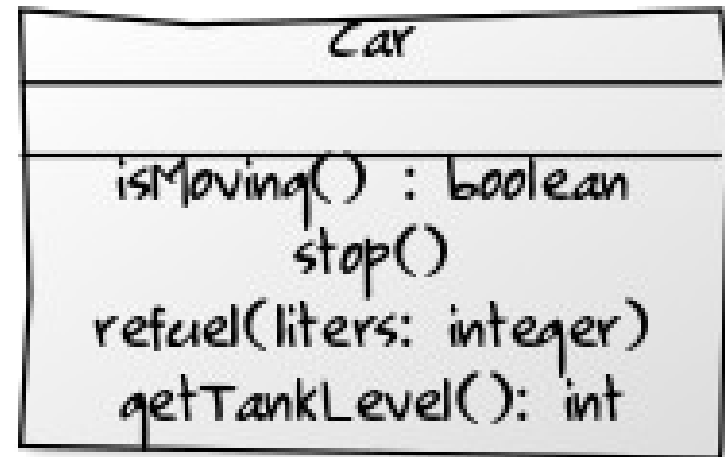 Car
isMoving() : boolean
stop()
refuel(liters: integer)
getTankLevel(): int